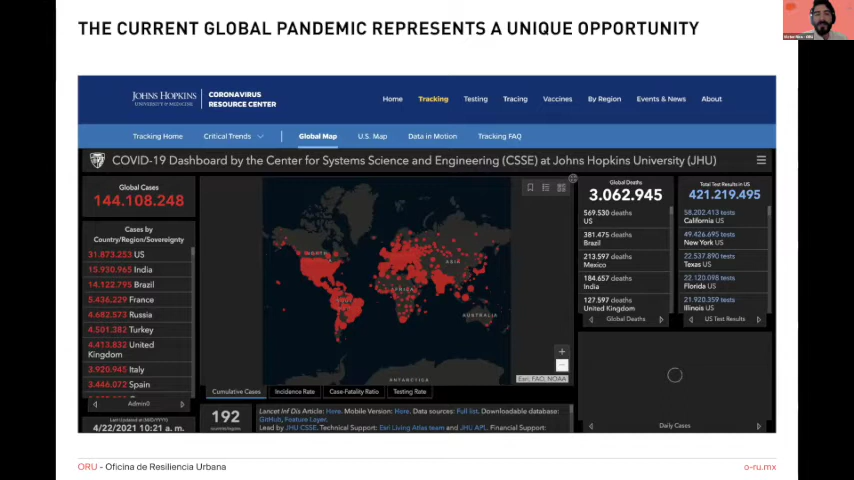 THE CURRENT GLOBAL PANDEMIC REPRESENTS A UNIQUE OPPORTUNITY
JOHNS HOPKINS
UNIVERSITY & MEDICINE
CORONAVIRUS
RESOURCE CENTER
Home
Tracking
Testing
Tracing
Vaccines
By Region
Events & News
About
Tracking Home
Critical Trends
Global Map
U.S. Map
Data in Motion
Tracking FAQ
COVID-19 Dashboard by the Center for Systems Science and Engineering (CSSE) at Johns Hopkins University (JHU)
Global Cases
144.108.248
Cases by
Country/Region/Sovereignty
31.873.253 US
15.930.965 India
14.122.795 Brazil
5.436.229 France
4.682.573 Russia
4.501.382 Turkey
4.413.832 United
Kingdom
3.920.945 Italy
3.446.072 Spain
Admin0
Last Updated at (M/D/YYYY)
4/22/2021 10:21 a. m.
ASIA
AFRICA
AUSTRALIA
ANTARCTICA
Esri, FAO, NOAA
Cumulative Cases
Incidence Rate
Case-Fatality Ratio
Testing Rate
192
Lancet Inf Dis Article: Here. Mobile Version: Here. Data sources: Full list. Downloadable database:
GitHub, Feature Layer.
Lead by JHU CSSE. Technical Support: Esri Living Atlas team and JHU APL. Financial Support:
Global Deaths
3.062.945
569.530 deaths
US
381.475 deaths
Brazil
213.597 deaths
Mexico
184.657 deaths
India
127.597 deaths
United Kingdom
Global Deaths
Total Test Results in US
421.219.495
58.202.413 tests
California US
49.426.695 tests
New York US
22.537.890 tests
Texas US
22.120.098 tests
Florida US
21.920.359 tests
Illinois US
US Test Results
Daily Cases
ORU - Oficina de Resiliencia Urbana
o-ru.mx